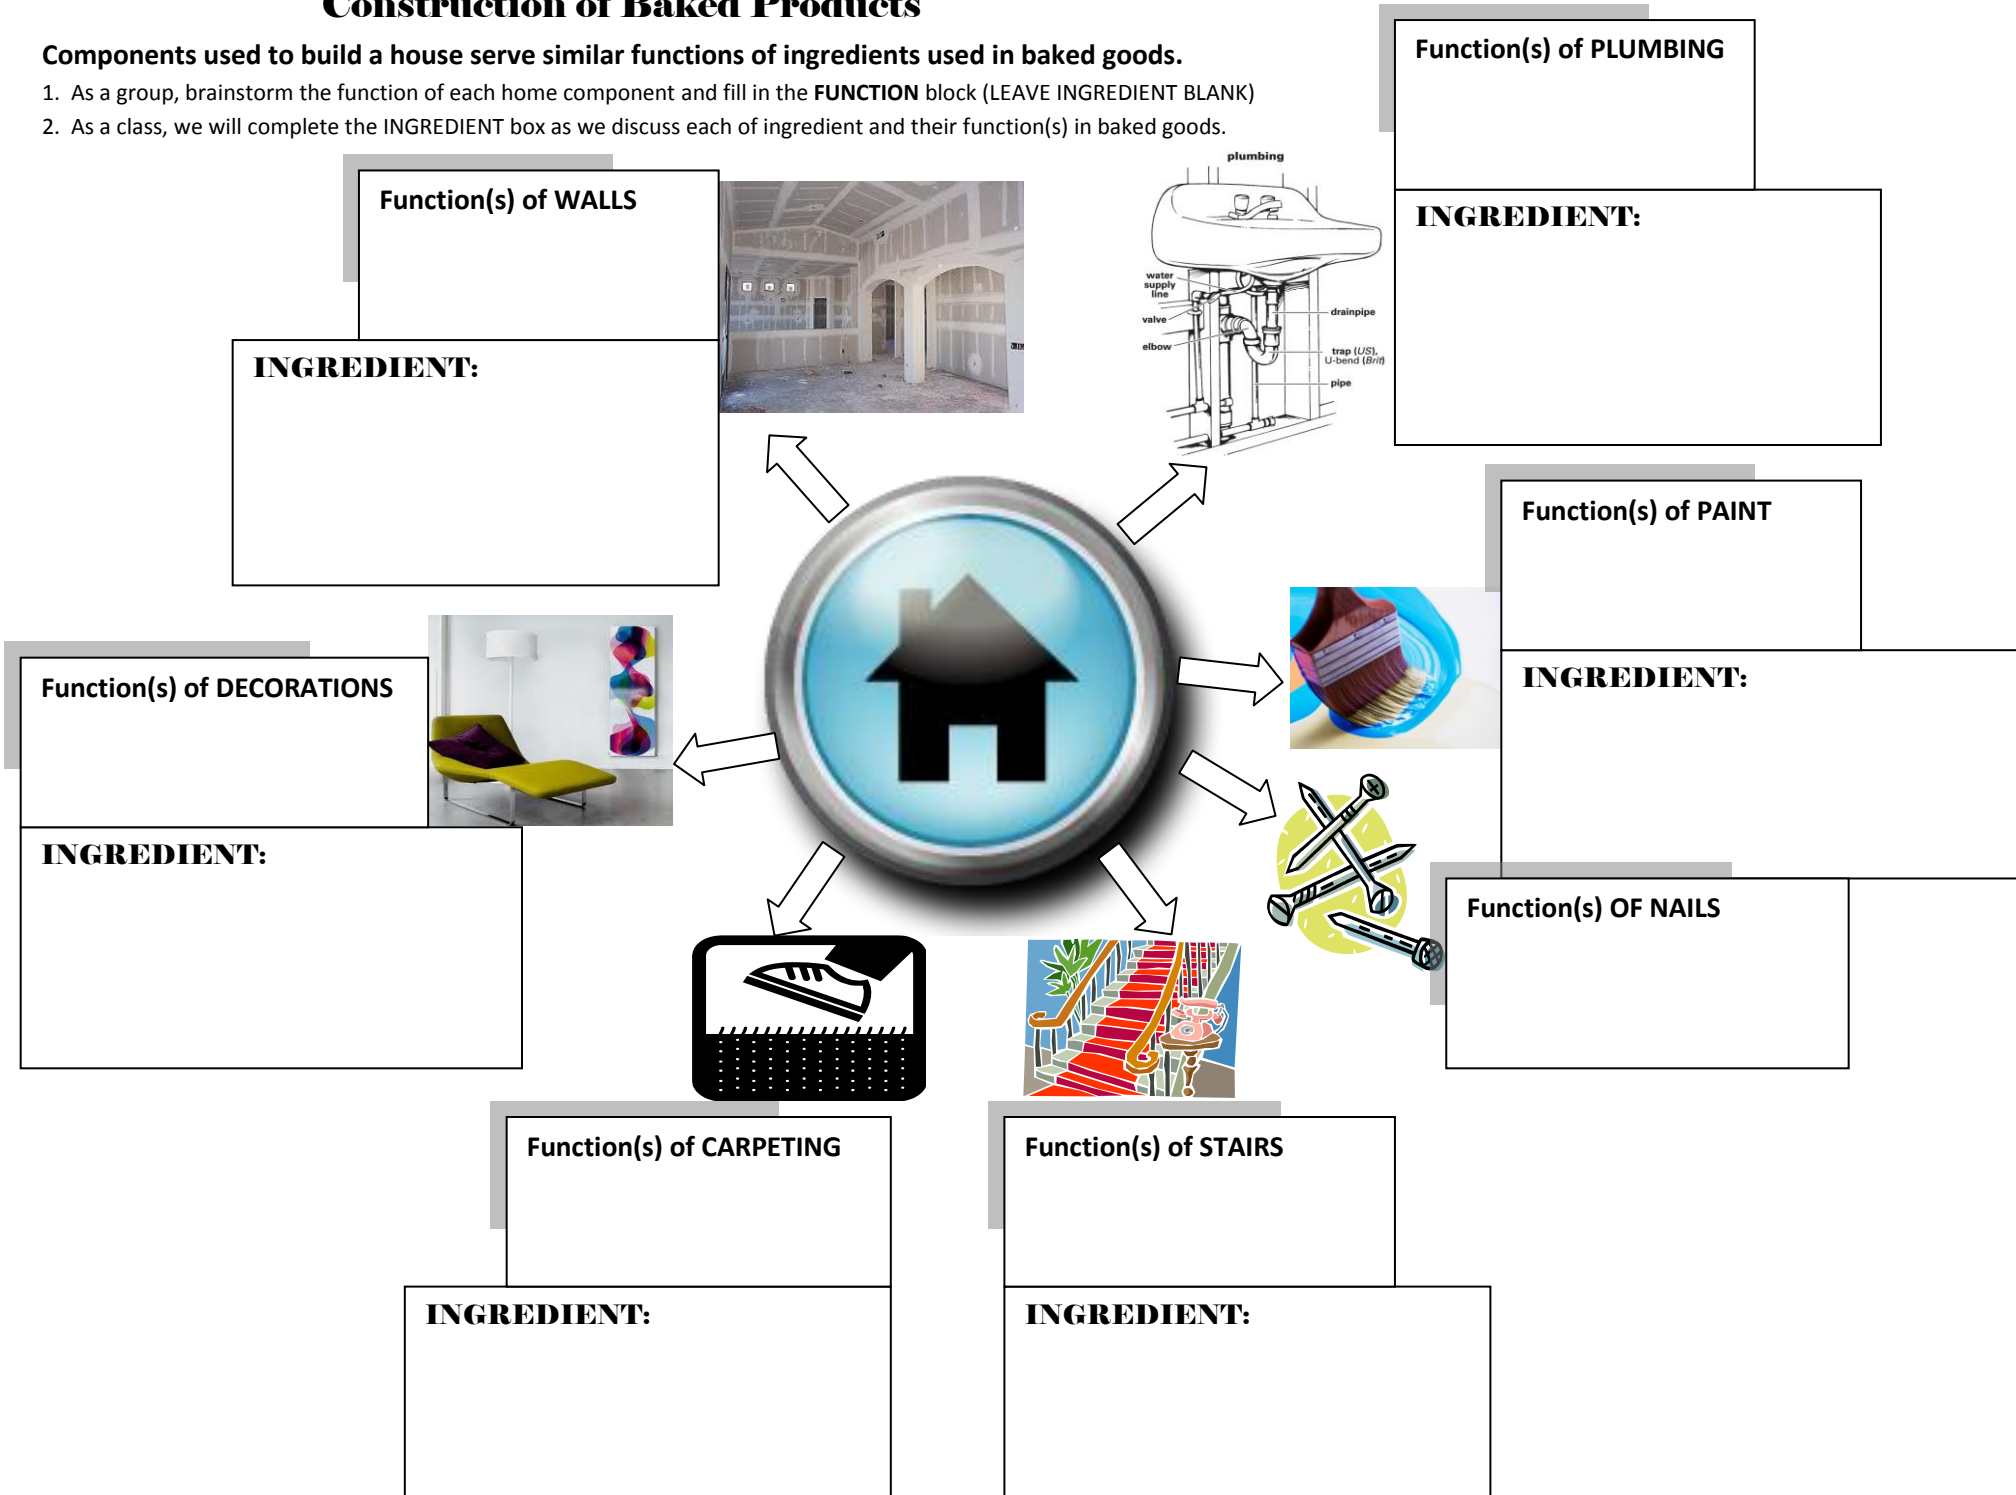 Construction of Baked Products
Components used to build a house serve similar functions of ingredients used in baked goods.
1. As a group, brainstorm the function of each home component and fill in the FUNCTION block (LEAVE INGREDIENT BLANK)
2. As a class, we will complete the INGREDIENT box as we discuss each of ingredient and their function(s) in baked goods.
Function(s) of PLUMBING
INGREDIENT:
Function(s) of WALLS
INGREDIENT:
plumbing
water
supply
line
valve
elbow
drainpipe
trap (US),
U-bend (Brit)
pipe
Function(s) of PAINT
INGREDIENT:
Function(s) of DECORATIONS
INGREDIENT:
Function(s) OF NAILS
Function(s) of CARPETING
INGREDIENT:
Function(s) of STAIRS
INGREDIENT: